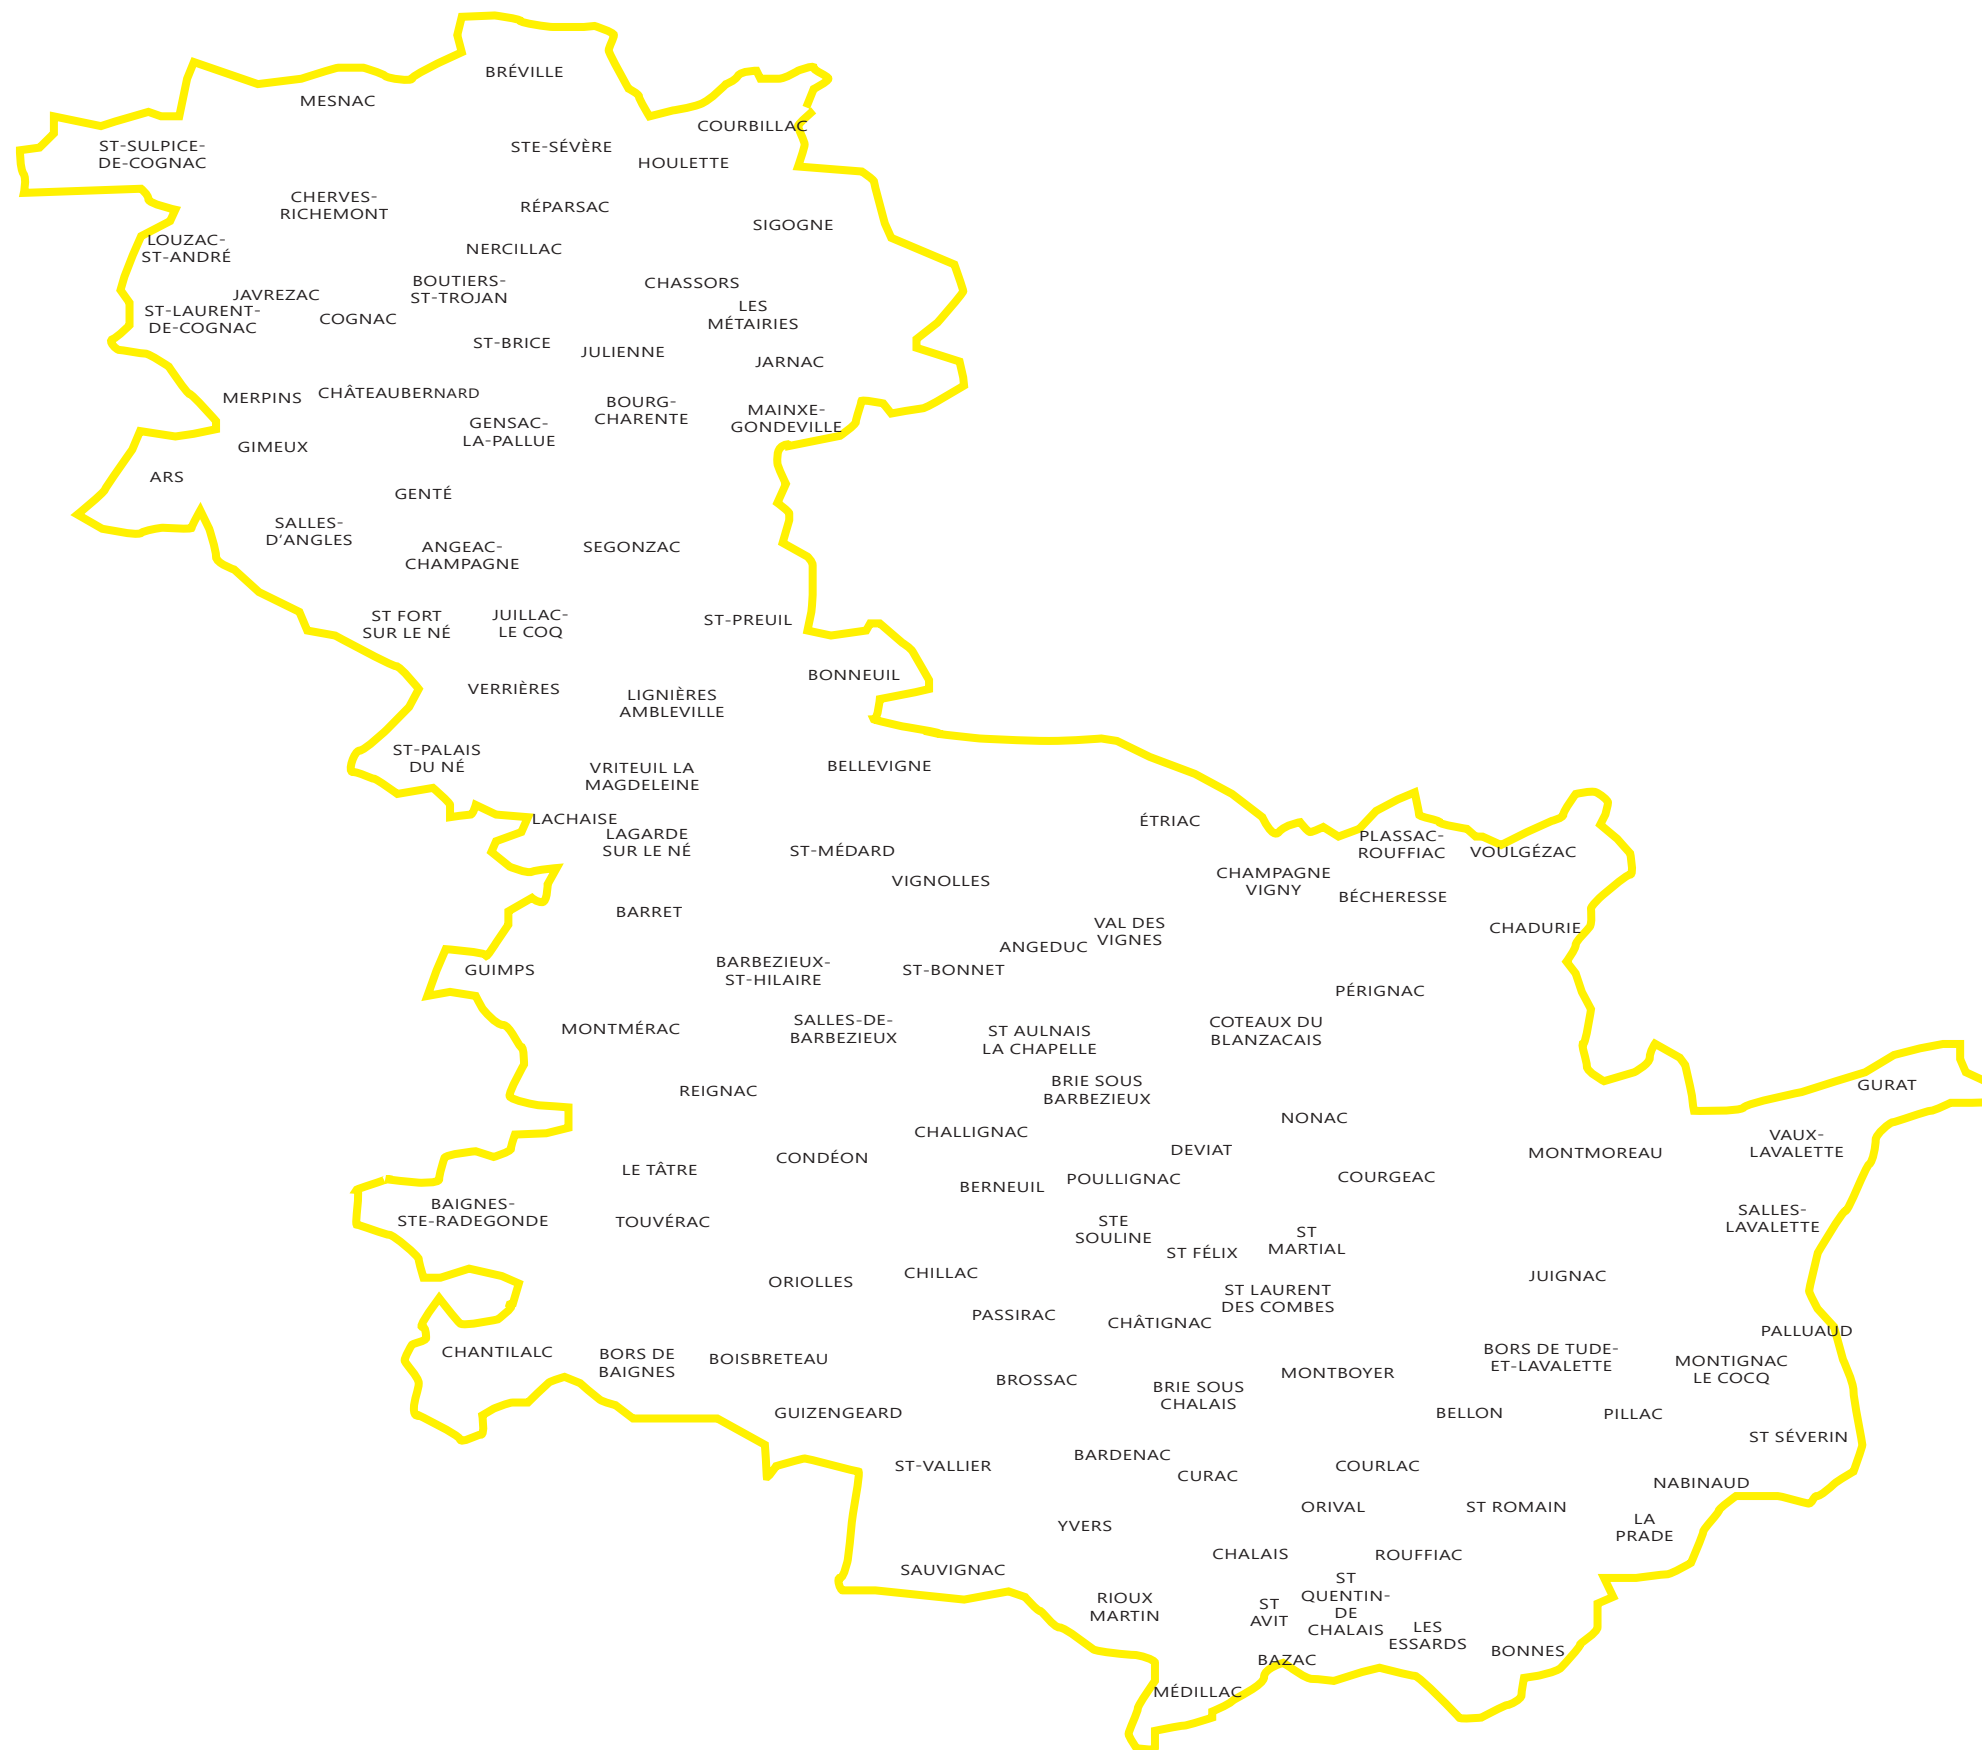 BRÉVILLE
MESNAC
COURBILLAC
ST-SULPICE-
DE-COGNAC
STE-SÉVÈRE
HOULETTE
CHERVES-
RICHEMONT
RÉPARSAC
SIGOGNE
LOUZAC-
ST-ANDRÉ
NERCILLAC
BOUTIERS-
ST-TROJAN
CHASSORS
JAVREZAC
ST-LAURENT-
DE-COGNAC
COGNAC
LES
MÉTAIRIES
ST-BRICE
JULIENNE
JARNAC
MERPINS
CHÂTEAUBERNARD
BOURG-
CHARENTE
MAINXE-
GONDEVILLE
GENSAC-
LA-PALLUE
GIMEUX
ARS
GENTÉ
SALLES-
D'ANGLES
ANGEAC-
CHAMPAGNE
SEGONZAC
ST FORT
SUR LE NÉ
JUILLAC-
LE COQ
ST-PREUIL
BONNEUIL
VERRIÈRES
LIGNIÈRES
AMBLEVILLE
ST-PALAIS
DU NÉ
VRITEUIL LA
MAGDELEINE
BELLEVIGNE
LACHAISE
LAGARDE
SUR LE NÉ
ÉTRIAC
ST-MÉDARD
PLASSAC-
ROUFFIAC
VOULGÉZAC
VIGNOLLES
CHAMPAGNE
VIGNY
BÉCHERESSE
BARRET
VAL DES
VIGNES
CHADURIE
ANGEDUC
GUIMPS
BARBEZIEUX-
ST-HILAIRE
ST-BONNET
PÉRIGNAC
MONTMÉRAC
SALLES-DE-
BARBEZIEUX
ST AULNAIS
LA CHAPELLE
COTEAUX DU
BLANZACAIS
REIGNAC
BRIE SOUS
BARBEZIEUX
GURAT
NONAC
CHALLIGNAC
VAUX-
LAVALETTE
DEVIAT
MONTMOREAU
CONDÉON
LE TÂTRE
POULLIGNAC
COURGEAC
BERNEUIL
BAIGNES-
STE-RADEGONDE
TOUVÉRAC
STE
SOULINE
SALLES-
LAVALETTE
ST
MARTIAL
ST FÉLIX
CHILLAC
ORIOLLES
JUIGNAC
ST LAURENT
DES COMBES
PASSIRAC
CHÂTIGNAC
PALLUAUD
CHANTILALC
BORS DE
BAIGNES
BOISBRETEAU
BORS DE TUDE-
ET-LAVALETTE
MONTIGNAC
LE COCQ
BROSSAC
MONTBOYER
BRIE SOUS
CHALAIS
GUIZENGEARD
BELLON
PILLAC
ST SÉVERIN
BARDENAC
ST-VALLIER
CURAC
COURLAC
NABINAUD
ORIVAL
ST ROMAIN
YVERS
LA
PRADE
CHALAIS
ROUFFIAC
SAUVIGNAC
ST
QUENTIN-
DE
CHALAIS
RIOUX
MARTIN
ST
AVIT
LES
ESSARDS
BONNES
BAZAC
MÉDILLAC